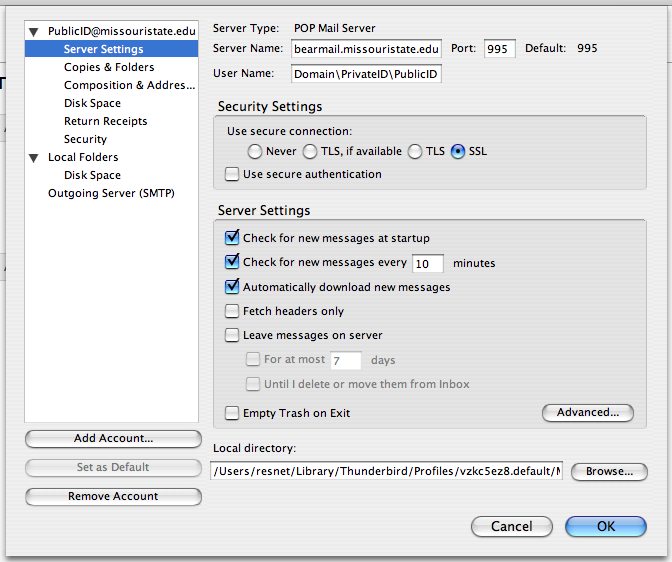 PublicID@missouristate.edu
Server Settings
Copies & Folders
Composition & Addres...
Disk Space
Return Receipts
Security
Local Folders
Disk Space
Outgoing Server (SMTP)
Add Account...
Set as Default
Remove Account
Server Type: POP Mail Server
Server Name: bearmail.missouristate.edu Port: 995 Default: 995
User Name: Domain\PrivateID\PublicID
Security Settings
Use secure connection:
Never TLS, if available TLS SSL
Use secure authentication
Server Settings
Check for new messages at startup
Check for new messages every 10 minutes
Automatically download new messages
Fetch headers only
Leave messages on server
For at most 7 days
Until I delete or move them from Inbox
Empty Trash on Exit Advanced...
Local directory:
/Users/resnet/Library/Thunderbird/Profiles/vzkc5ez8.default/ Browse...
Cancel OK